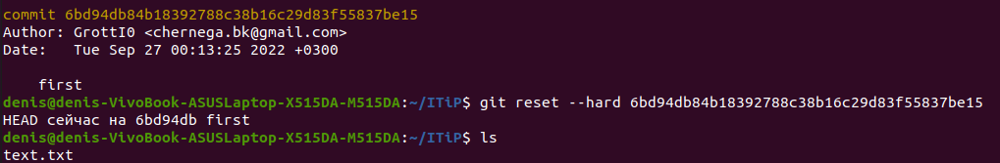 commit 6bd94db84b18392788c38b16c29d83f55837be15
Author: GrottI0 <chernega.bk@gmail.com>
Date:   Tue Sep 27 00:13:25 2022 +0300
first
denis@denis-VivoBook-ASUSLaptop-X515DA-M515DA:~/ITiP$ git reset --hard 6bd94db84b18392788c38b16c29d83f55837be15
HEAD сейчас на 6bd94db first
denis@denis-VivoBook-ASUSLaptop-X515DA-M515DA:~/ITiP$ ls
text.txt